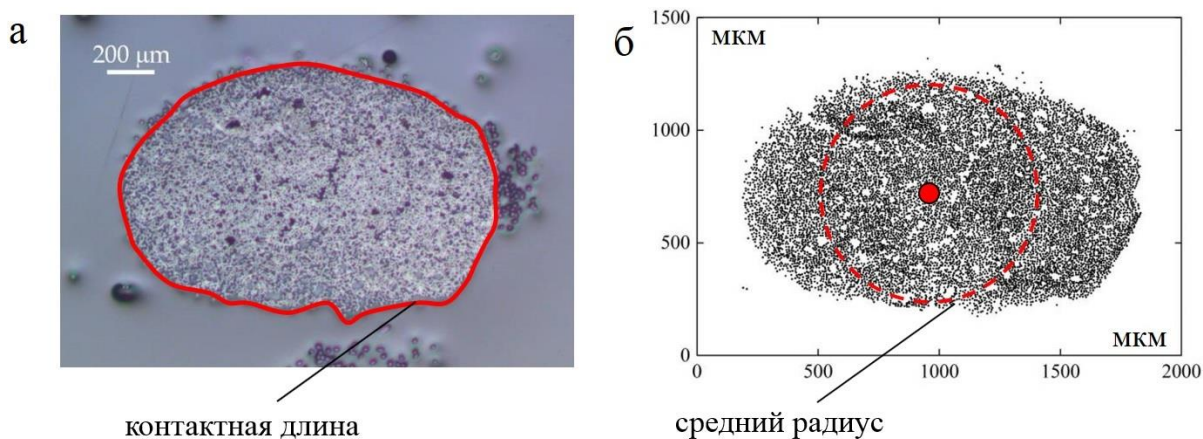 а
200 μm
контактная длина
б
1500
1000
500
0
мкм
мкм
0
500
1000
1500
2000
средний радиус